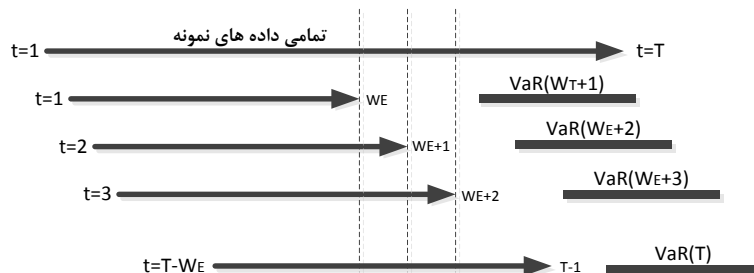 تمامی داده های نمونه
t=1 t=T
t=1 WE VaR(WT+1)
t=2 WE+1 VaR(WE+2)
t=3 WE+2 VaR(WE+3)
t=T-WE T-1 VaR(T)